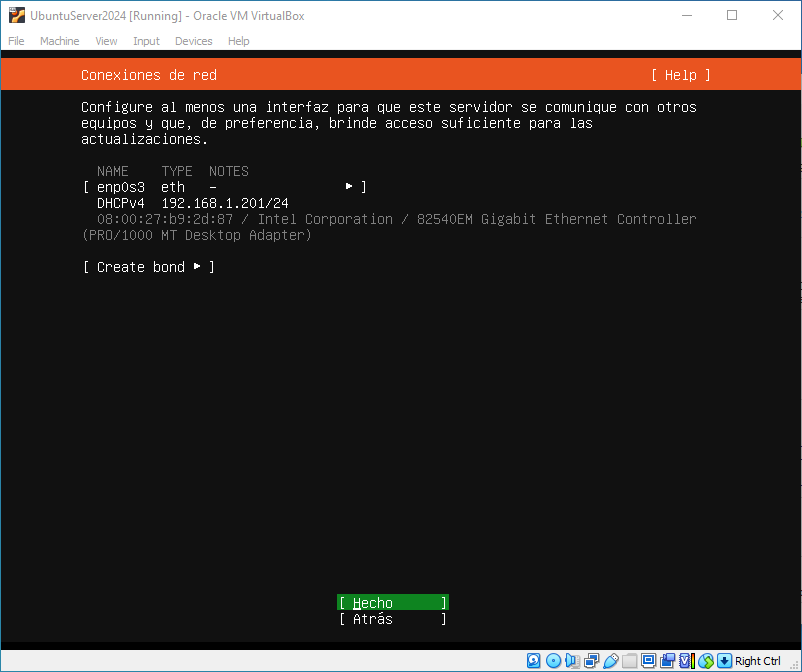 UbuntuServer2024 [Running] - Oracle VM VirtualBox
File Machine View Input Devices Help
Conexiones de red [ Help ]
Configure al menos una interfaz para que este servidor se comunique con otros
equipos y que, de preferencia, brinde acceso suficiente para las
actualizaciones.
NAME TYPE NOTES
[ enp0s3 eth - ▸ ]
DHCPv4 192.168.1.201/24
08:00:27:b9:2d:87 / Intel Corporation / 82540EM Gigabit Ethernet Controller
(PRO/1000 MT Desktop Adapter)
[ Create bond ▸ ]
[ Hecho ]
[ Atrás ]
Right Ctrl